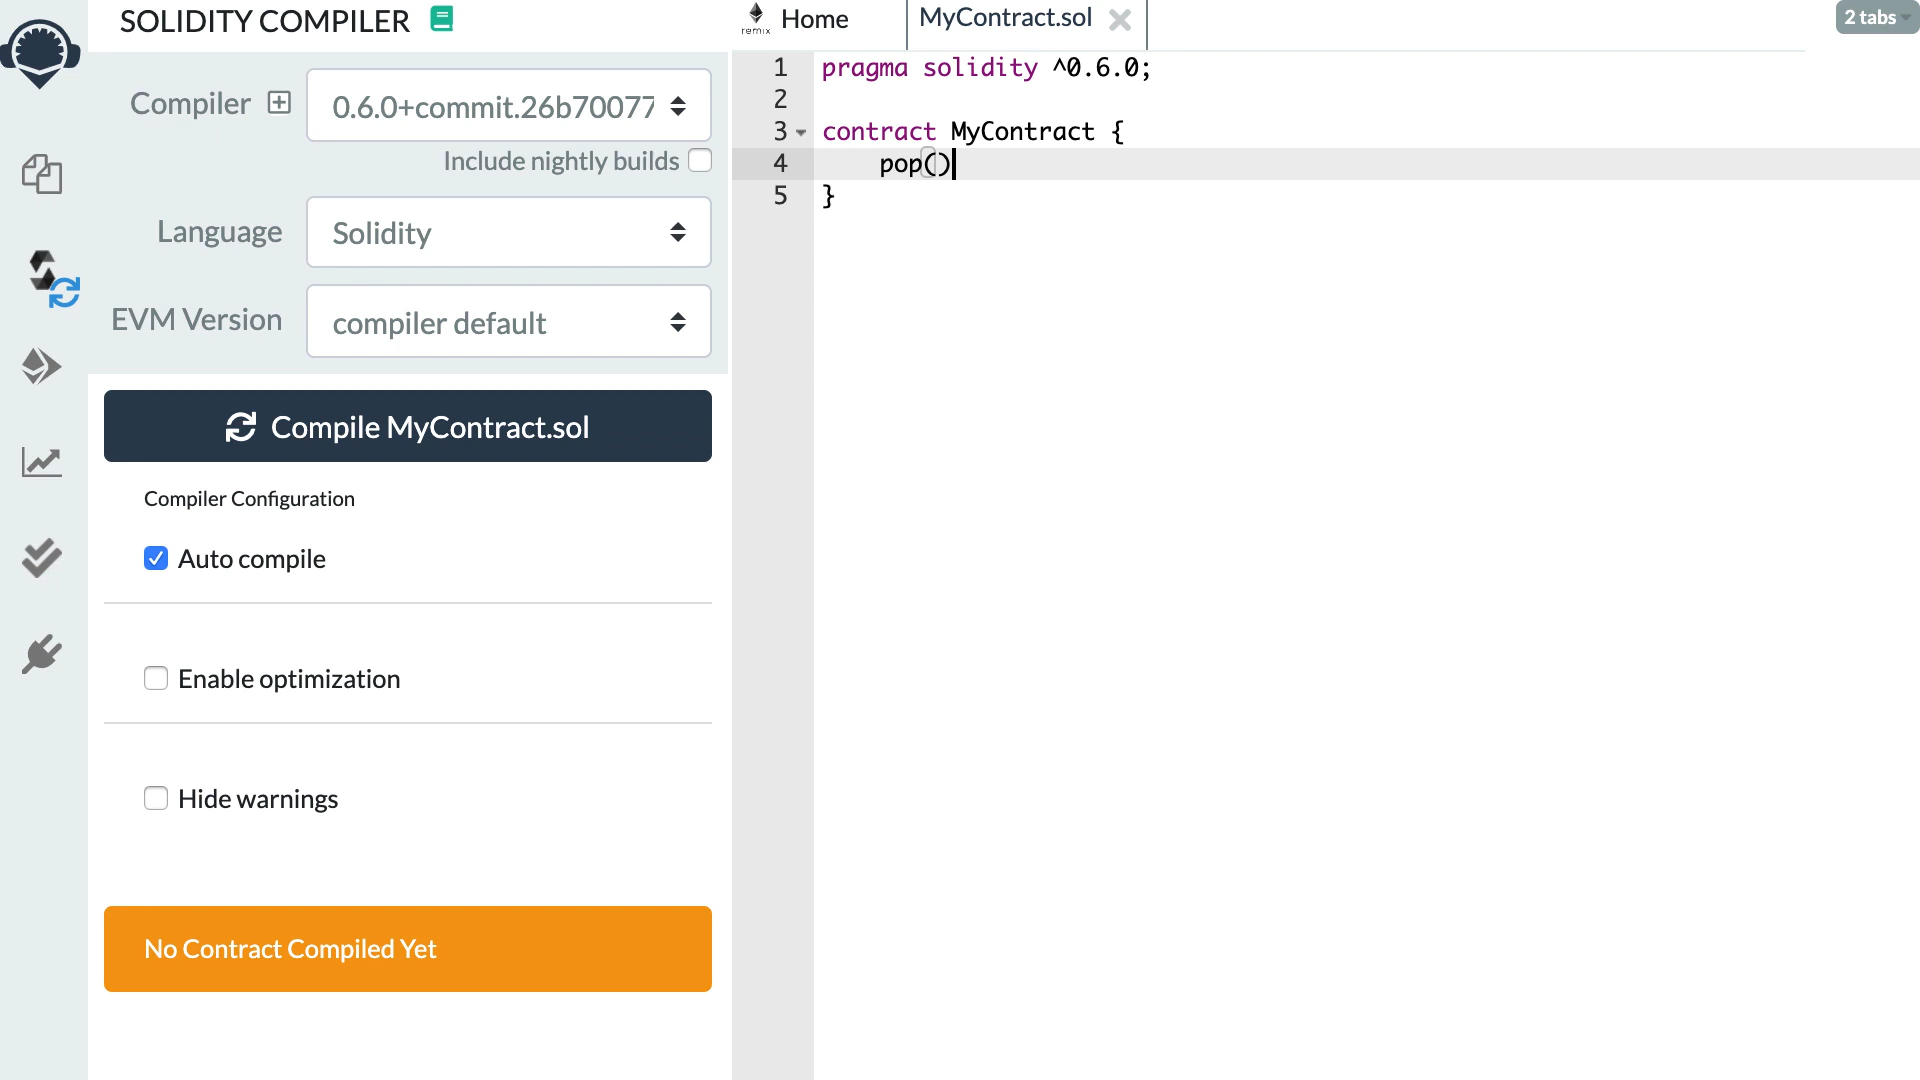 SOLIDITY COMPILER
Compiler
0.6.0+commit.26b70077
Include nightly builds
Language
Solidity
EVM Version
compiler default
Compile MyContract.sol
Compiler Configuration
Auto compile
Enable optimization
Hide warnings
No Contract Compiled Yet
remix
Home
MyContract.sol
2 tabs
1 pragma solidity ^0.6.0;
2
3 contract MyContract {
4     pop()
5 }